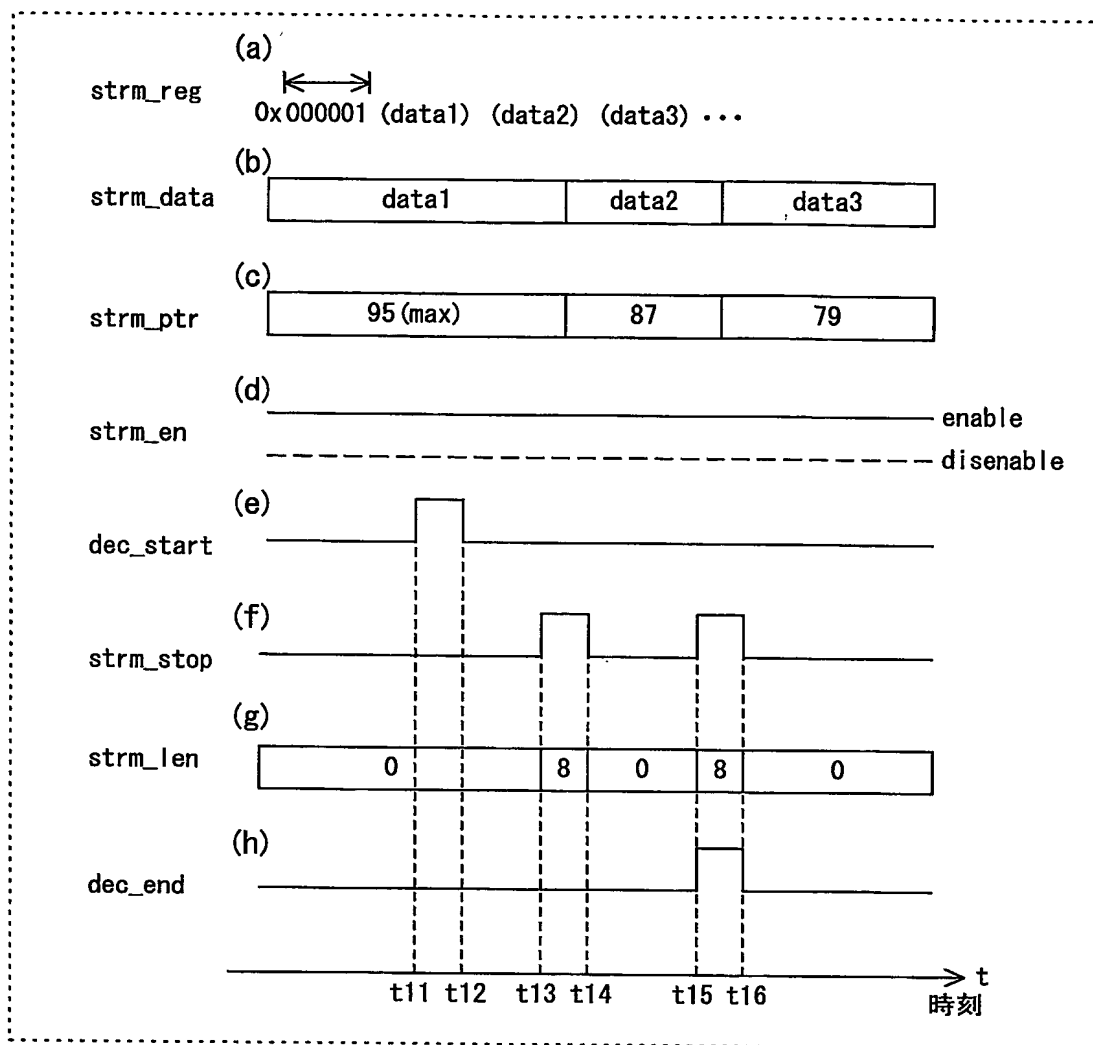 (a)
strm_reg
0x000001 (data1) (data2) (data3) ···
(b)
strm_data data1 data2 data3
(c)
strm_ptr 95(max) 87 79
(d)
strm_en
enable
disenable
(e)
dec_start
(f)
strm_stop
(g)
strm_len 0 8 0 8 0
(h)
dec_end
t
t11 t12 t13 t14 t15 t16
時刻